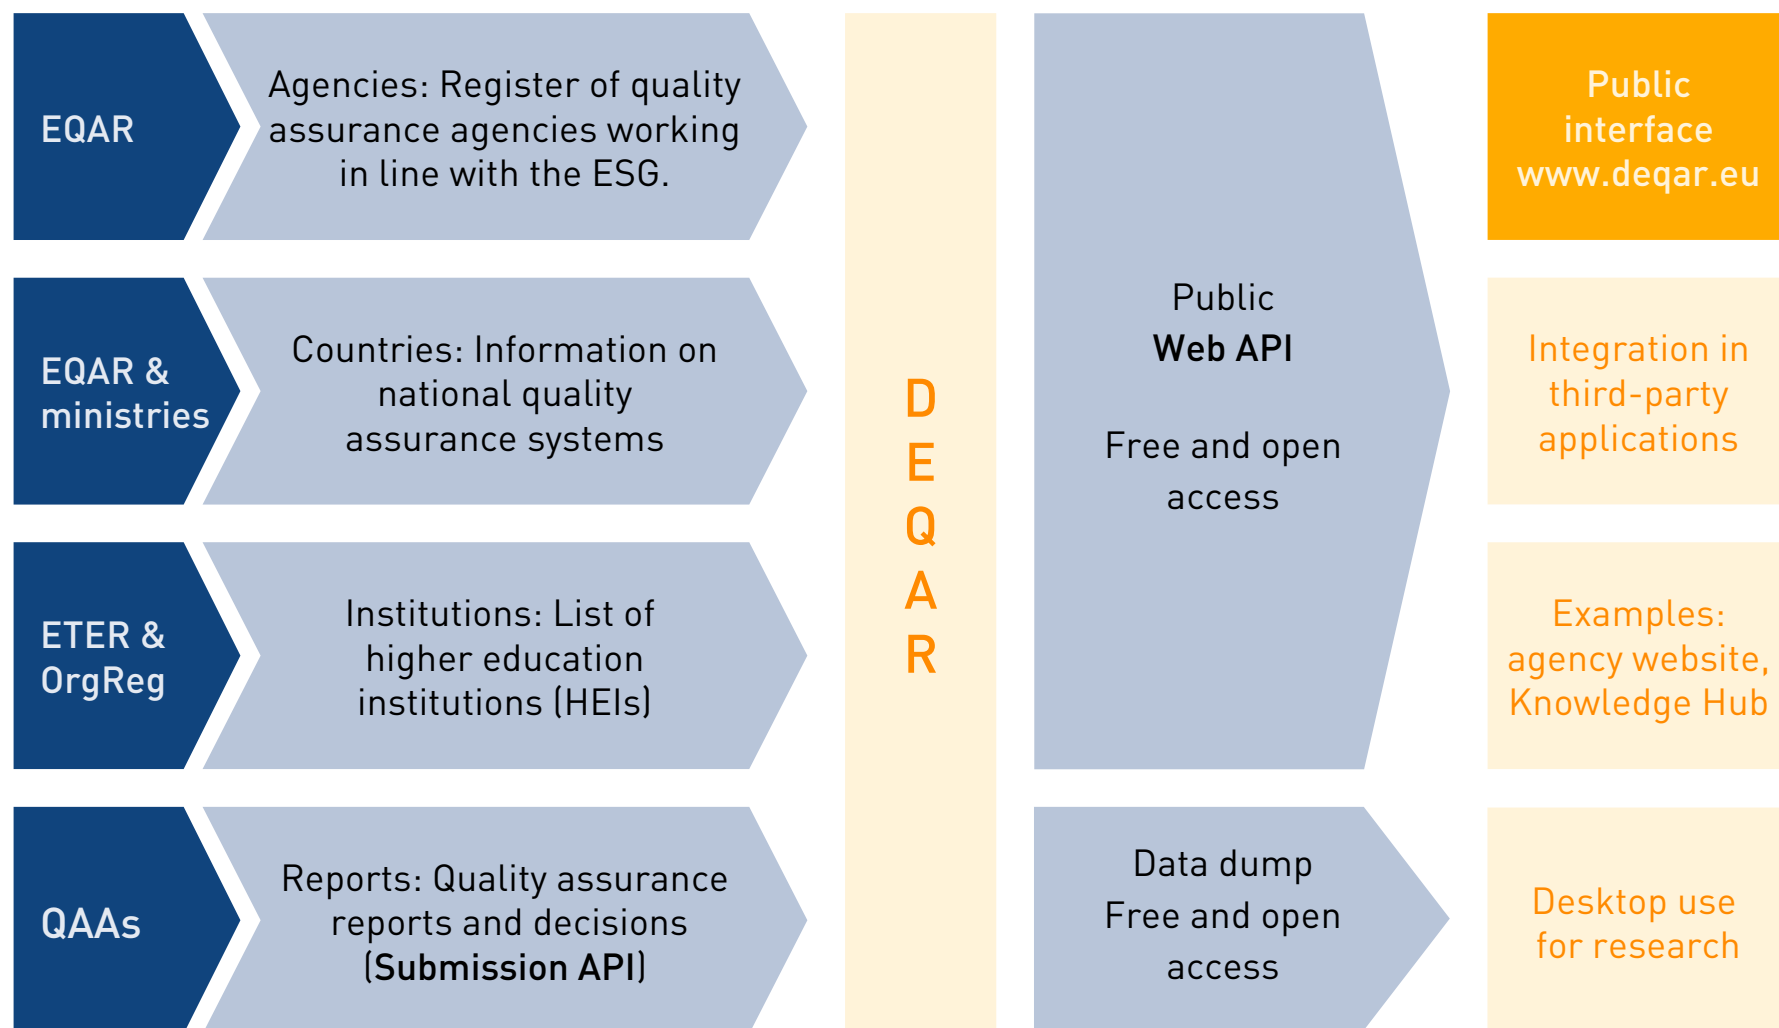 EQAR
Agencies: Register of quality
assurance agencies working
in line with the ESG.
EQAR &
ministries
Countries: Information on
national quality
assurance systems
ETER &
OrgReg
Institutions: List of
higher education
institutions (HEIs)
QAAs
Reports: Quality assurance
reports and decisions
(Submission API)
D
E
Q
A
R
Public
Web API
Free and open
access
Data dump
Free and open
access
Public
interface
www.deqar.eu
Integration in
third-party
applications
Examples:
agency website,
Knowledge Hub
Desktop use
for research